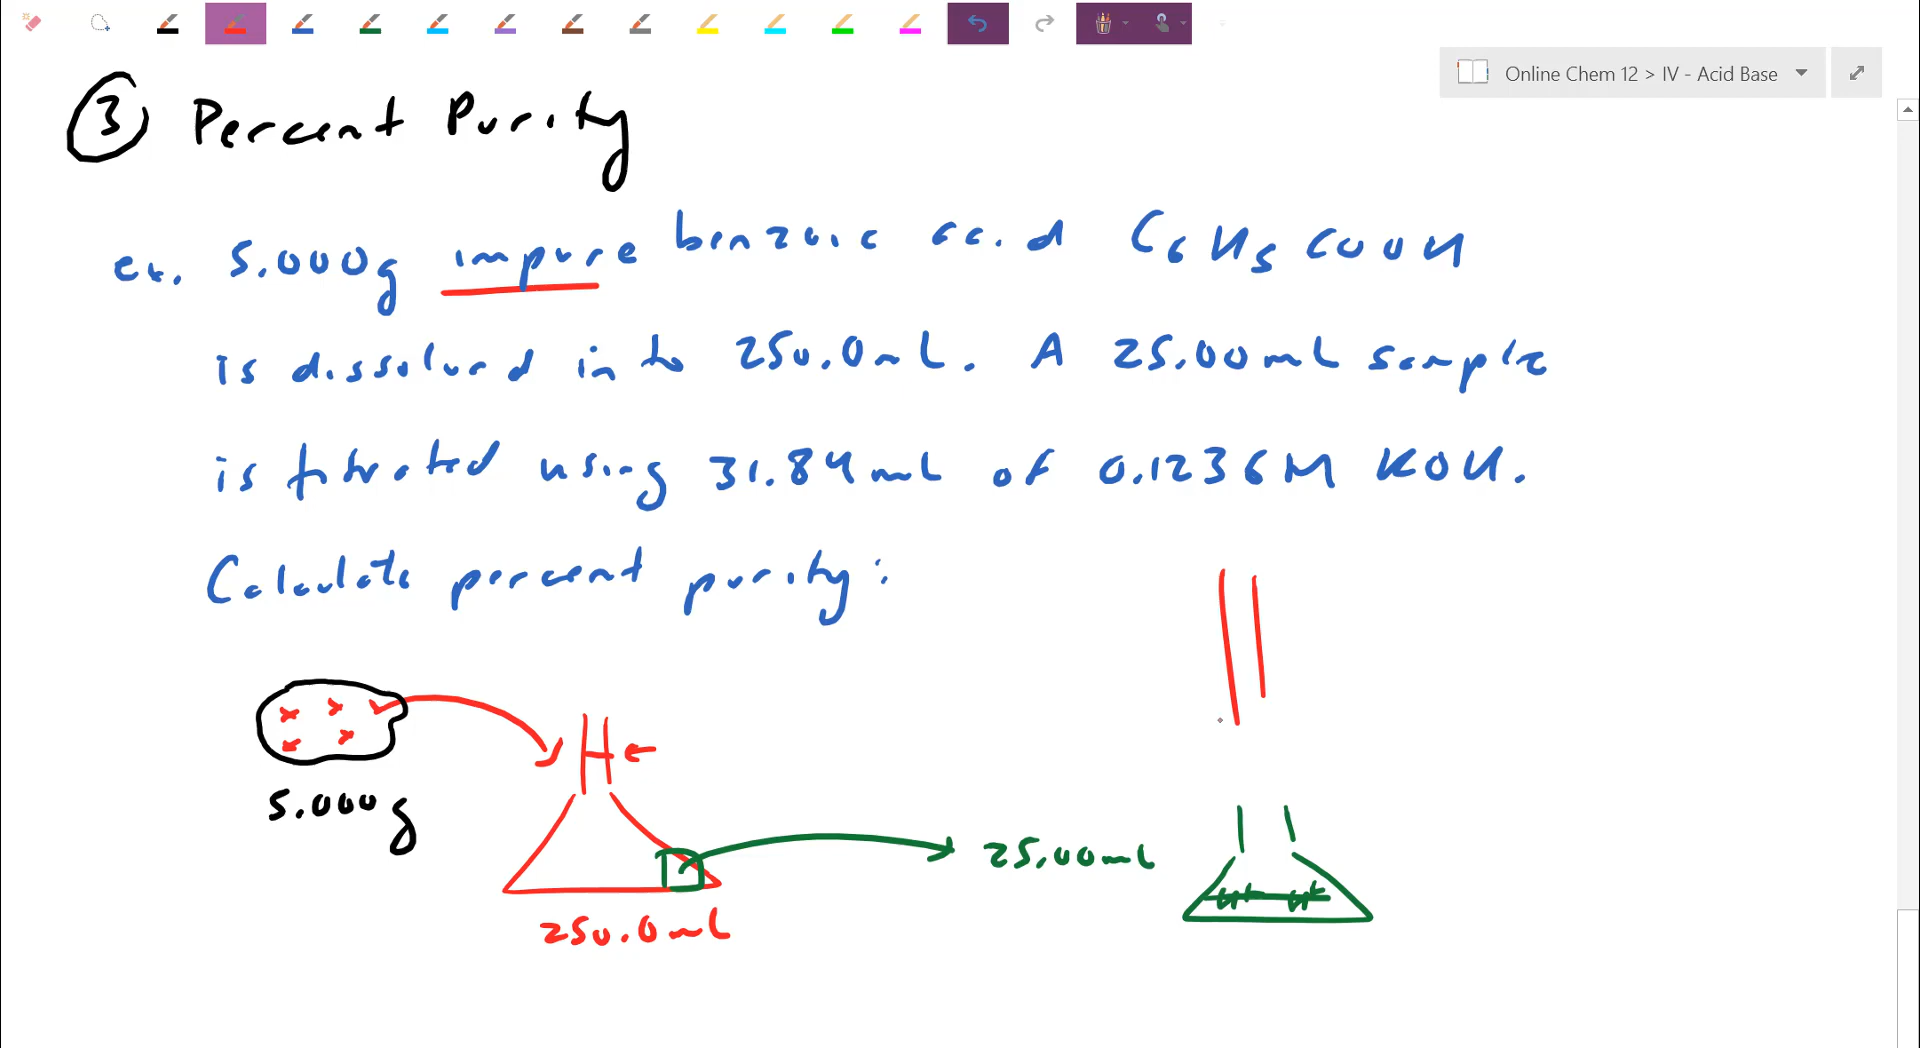 Online Chem 12 > IV - Acid Base
③ Percent Purity
ex. 5.000g impure benzoic acid C6H5COOH
is dissolved in to 250.0mL. A 25.00mL sample
is titrated using 31.84mL of 0.1236M KOH.
Calculate percent purity:
5.000g
25.00mL
250.0mL